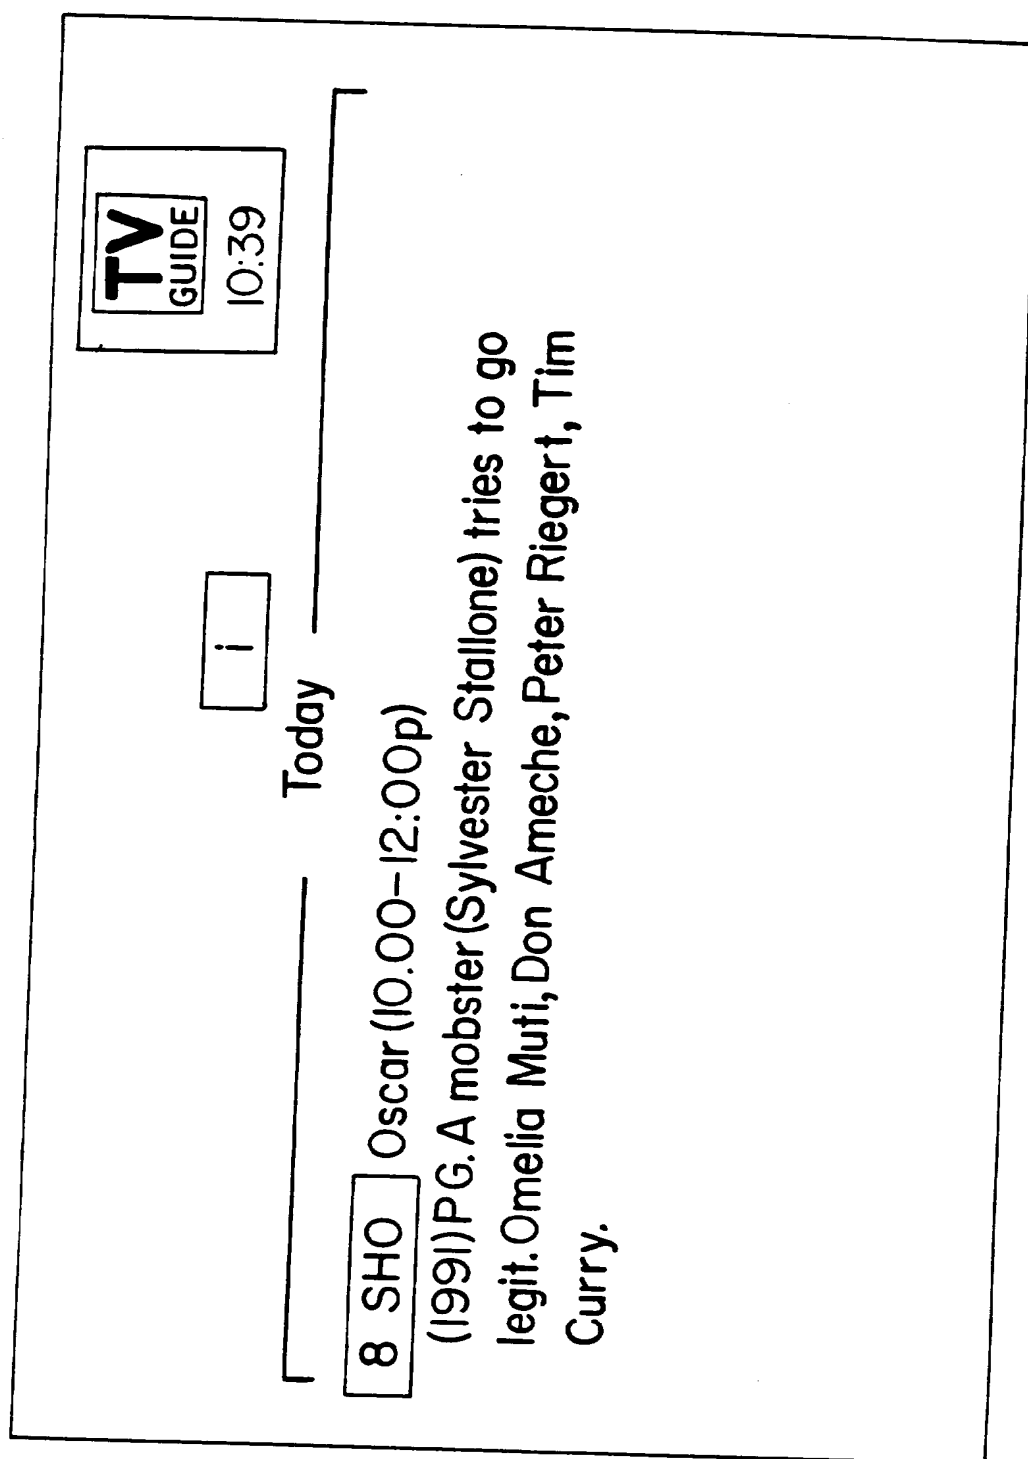 TV
GUIDE
10:39
i
Today
8 SHO Oscar (10.00-12:00p)
(1991) PG. A mobster (Sylvester Stallone) tries to go
legit. Omelia Muti, Don Ameche, Peter Riegert, Tim
Curry.